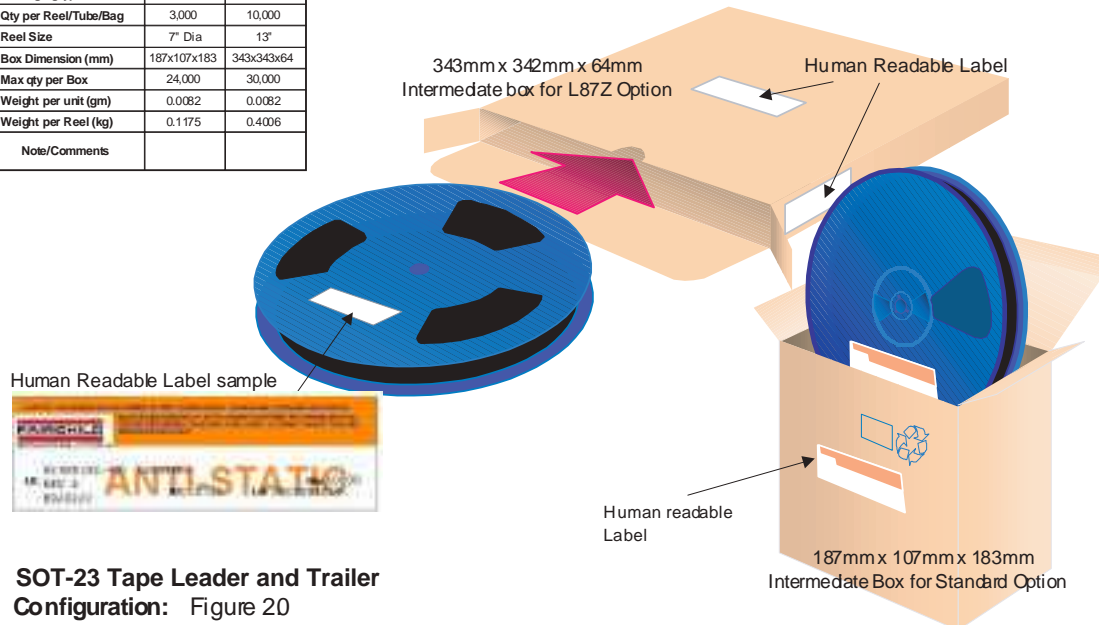 Qty per Reel/Tube/Bag 3,000 10,000
Reel Size 7" Dia 13"
Box Dimension (mm) 187x107x183 343x343x64
Max qty per Box 24,000 30,000
Weight per unit (gm) 0.0082 0.0082
Weight per Reel (kg) 0.1175 0.4006
Note/Comments
343mm x 342mm x 64mm
Intermediate box for L87Z Option
Human Readable Label
Human Readable Label sample
FAIRCHILD
ANTI-STATIC
Human readable
Label
187mm x 107mm x 183mm
Intermediate Box for Standard Option
SOT-23 Tape Leader and Trailer
Configuration: Figure 20